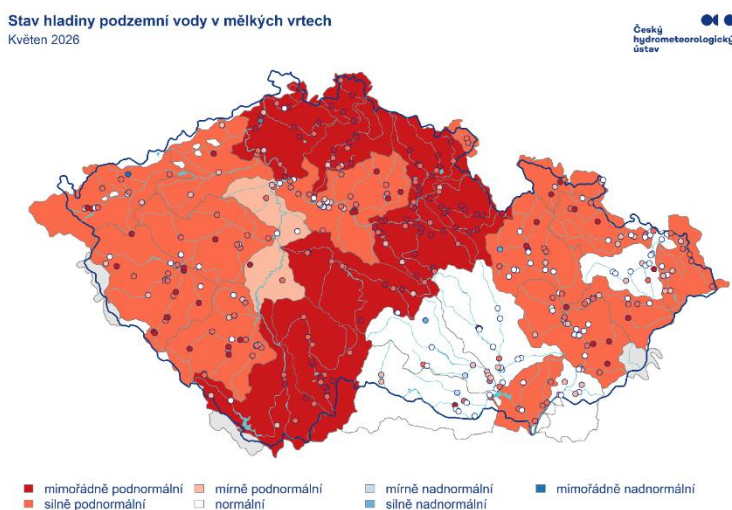 Stav hladiny podzemní vody v mělkých vrtech
Květen 2026
Český
hydrometeorologický
ústav
mimořádně podnormální
mírně podnormální
mírně nadnormální
mimořádně nadnormální
silně podnormální
normální
silně nadnormální